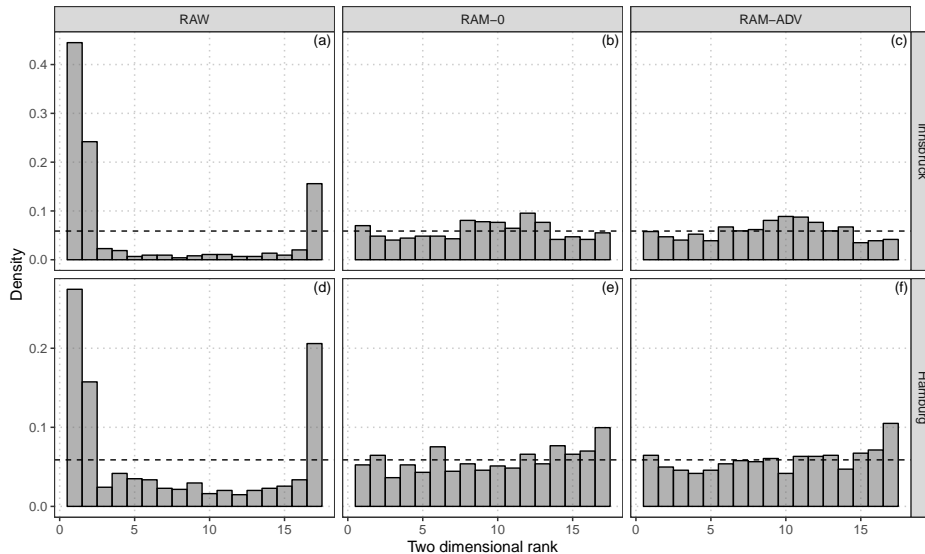 RAW RAM−0 RAM−ADV
(a) (b) (c)
0.4
0.3
0.2
0.1
0.0
Innsbruck
Density
(d) (e) (f)
0.2
0.1
0.0
Hamburg
0 5 10 15 0 5 10 15 0 5 10 15
Two dimensional rank